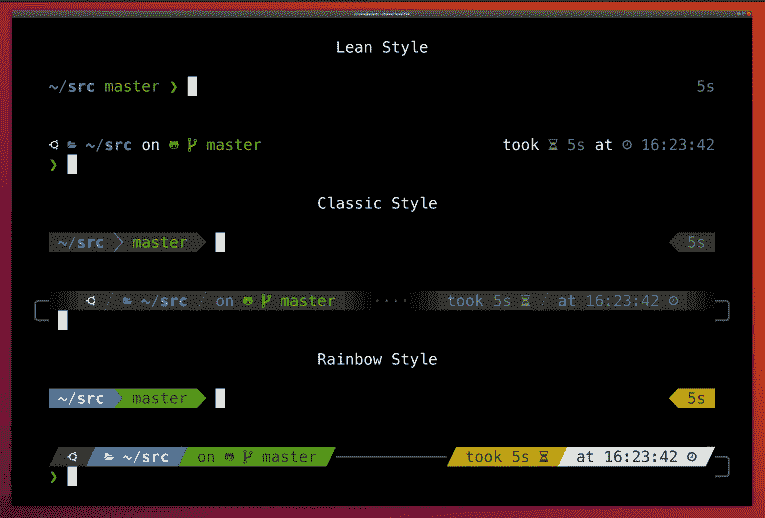 Lean Style
~/src master ❯ 5s
~/src on master took 5s at 16:23:42
❯
Classic Style
~/src master 5s
~/src on master ···· took 5s at 16:23:42
Rainbow Style
~/src master 5s
~/src on master took 5s at 16:23:42
❯